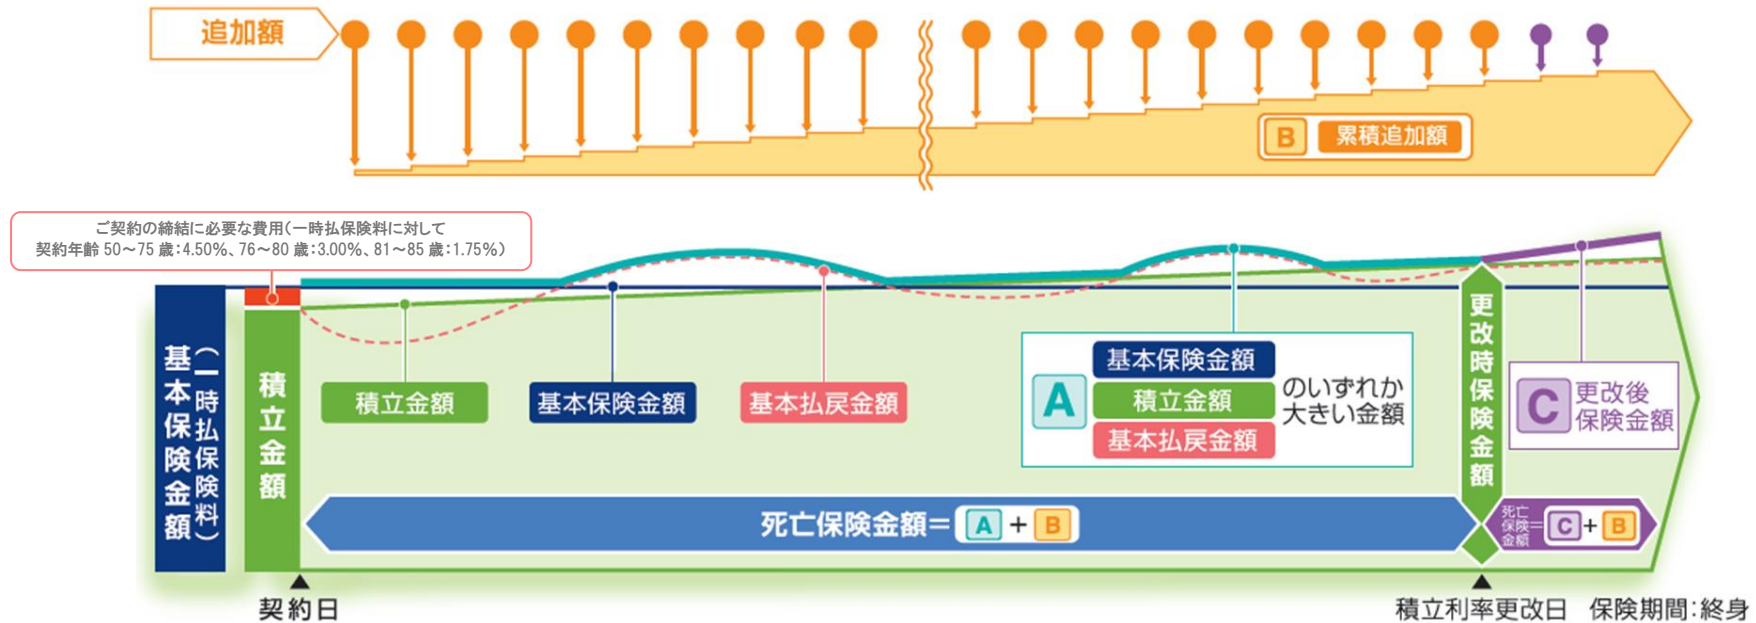 追加額
B 累積追加額
ご契約の締結に必要な費用(一時払保険料に対して
契約年齢 50～75 歳:4.50%、76～80 歳:3.00%、81～85 歳:1.75%)
基本保険金額
(一時払保険料)
積立金額
積立金額
基本保険金額
基本払戻金額
A
基本保険金額
積立金額
基本払戻金額
のいずれか
大きい金額
更改時保険金額
C
更改後
保険金額
死亡保険金額= A + B
死亡
保険=
金額
C + B
契約日
積立利率更改日 保険期間:終身